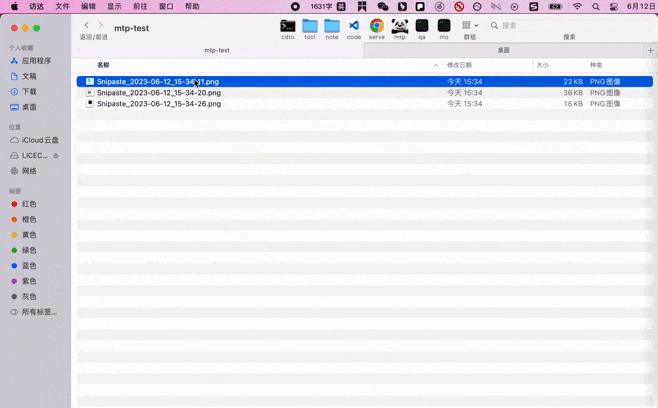 访达 文件 编辑 显示 前往 窗口 帮助 1631字 英 6月12日
mtp-test
返回/前进 cdto tool note code serve mtp qa mo 群组 搜索
搜索
mtp-test 桌面
个人收藏
应用程序
文稿
下载
桌面
位置
iCloud云盘
LICEC...
网络
标签
红色
橙色
黄色
绿色
蓝色
紫色
灰色
所有标签...
名称 修改日期 大小 种类
Snipaste_2023-06-12_15-34-31.png 今天 15:34 22 KB PNG图像
Snipaste_2023-06-12_15-34-20.png 今天 15:34 36 KB PNG图像
Snipaste_2023-06-12_15-34-26.png 今天 15:34 16 KB PNG图像